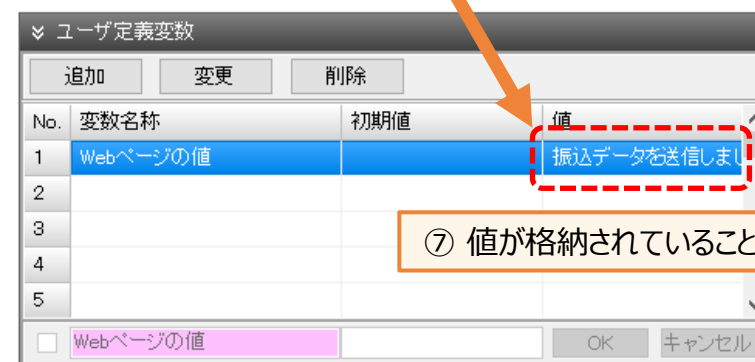 ユーザ定義変数
追加 変更 削除
No. 変数名称 初期値 値
1 Webページの値 振込データを送信しまし
2
3
⑦ 値が格納されていること
4
5
Webページの値 OK キャンセル